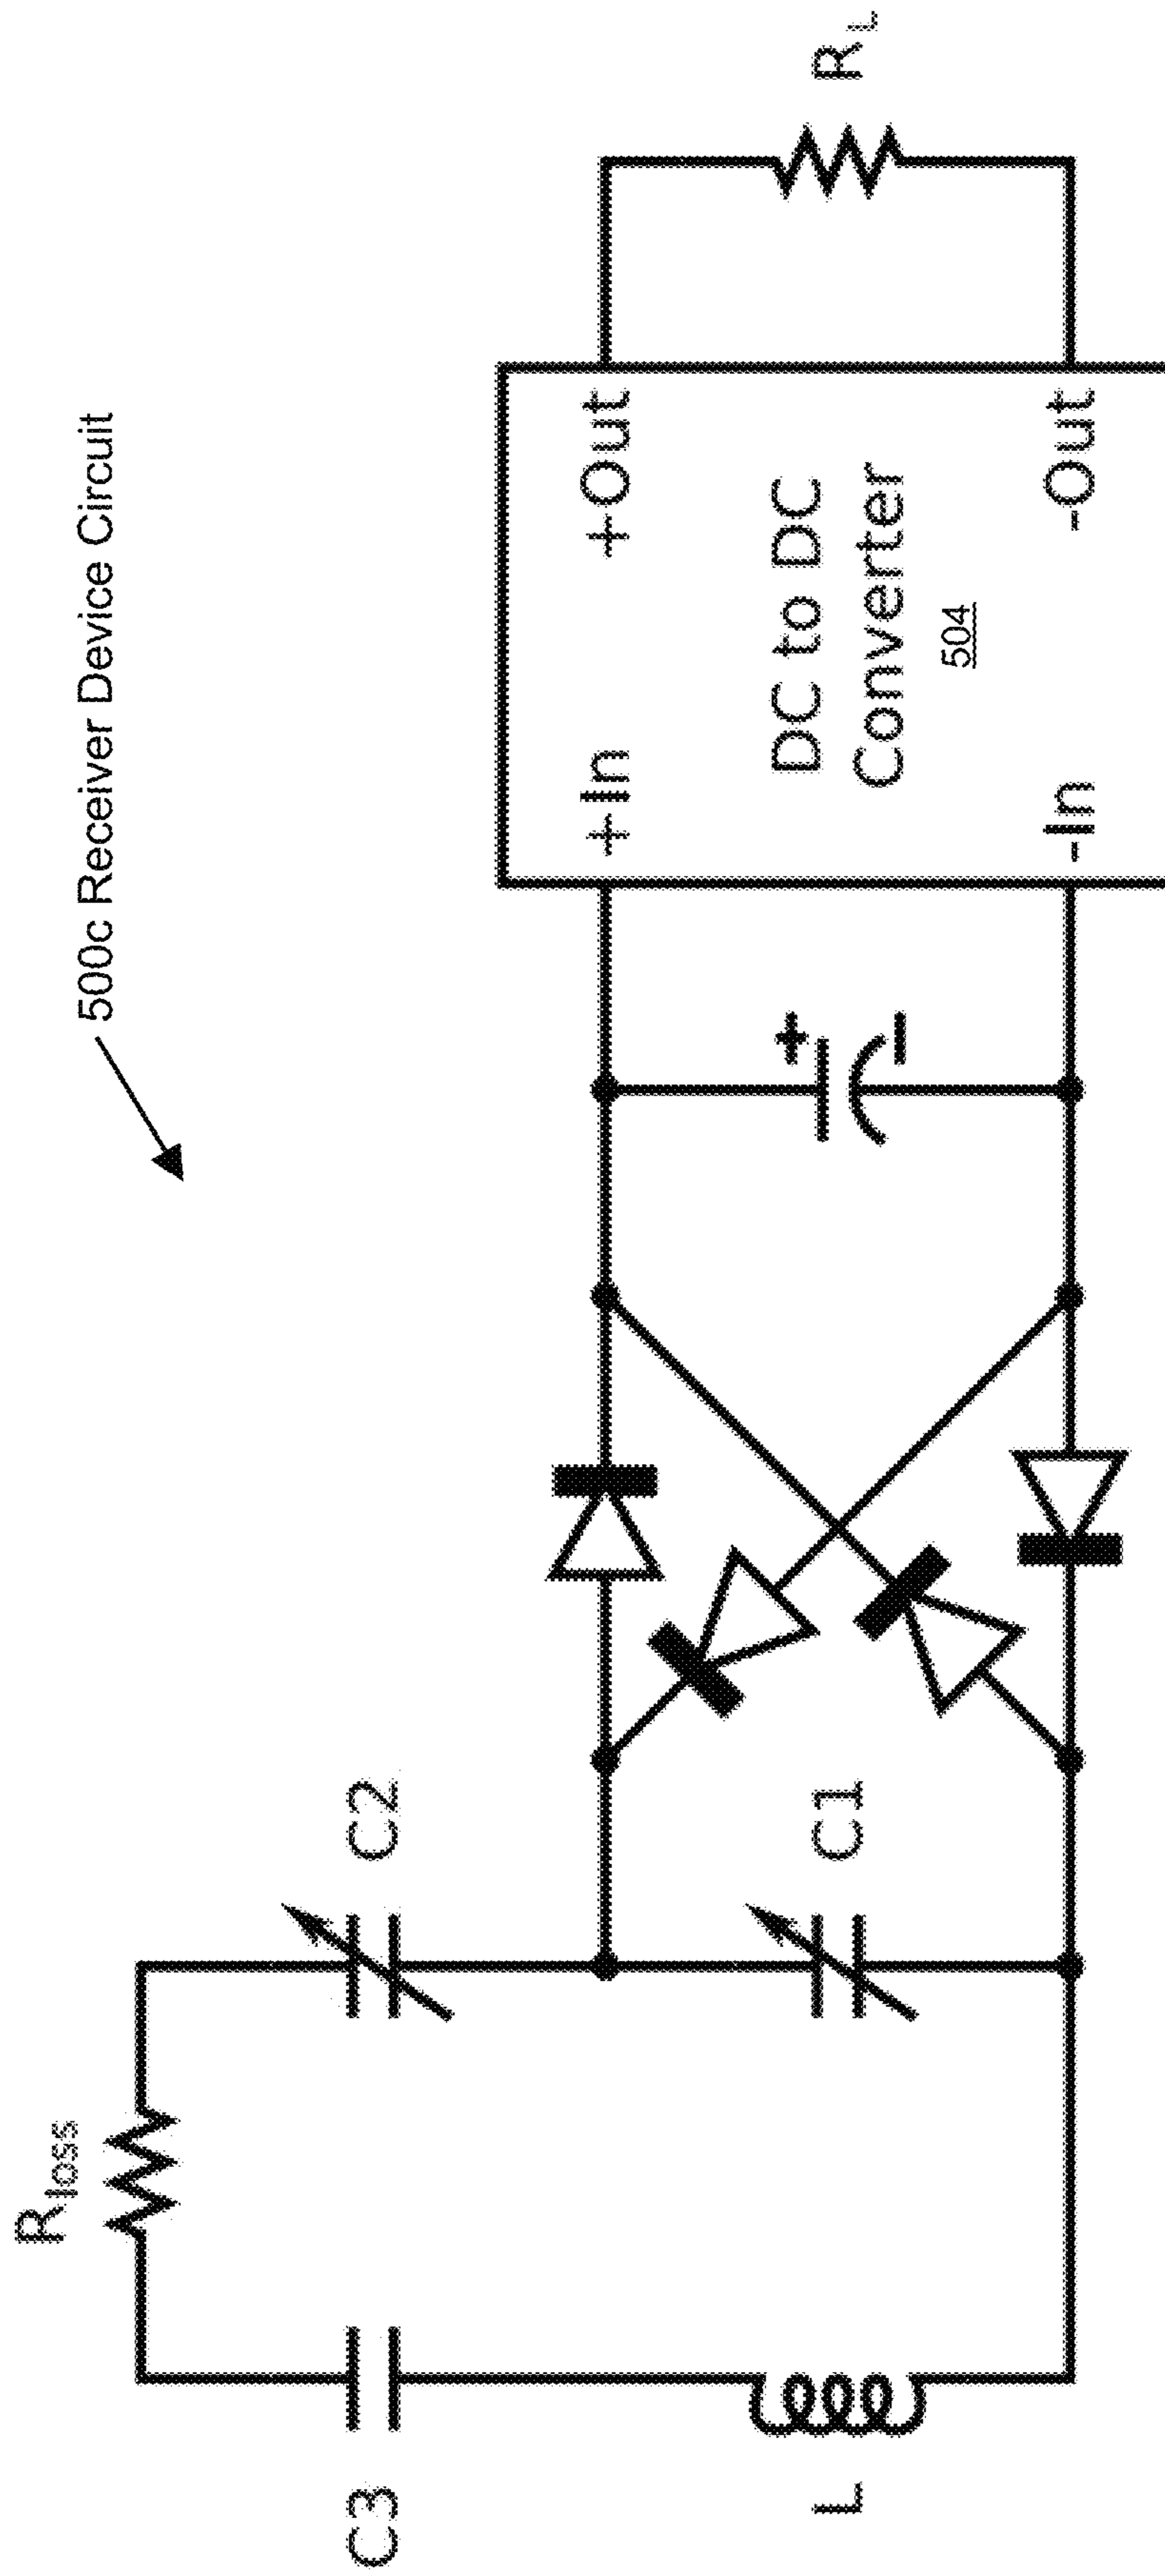 500c Receiver Device Circuit
Rloss
C3
C2
L
C1
+
-
+In
+Out
DC to DC
Converter
504
-In
-Out
RL